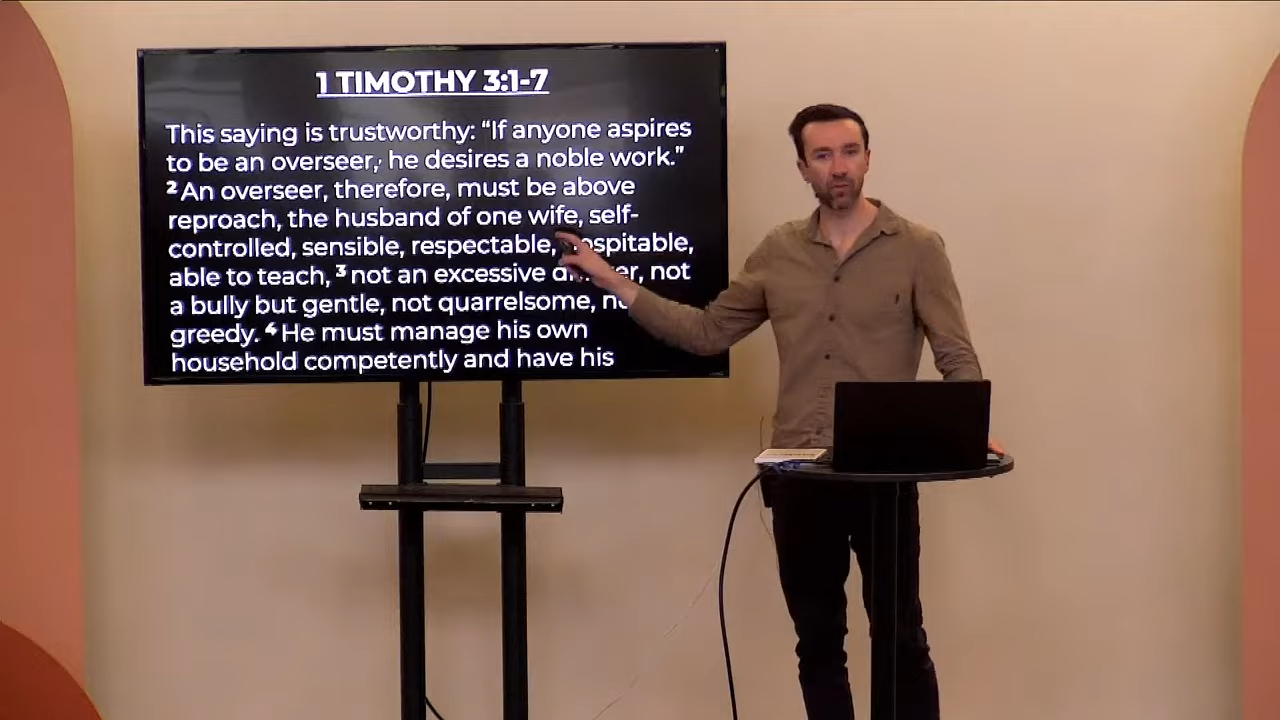 1 TIMOTHY 3:1-7
This saying is trustworthy: “If anyone aspires
to be an overseer, he desires a noble work.”
² An overseer, therefore, must be above
reproach, the husband of one wife, self-
controlled, sensible, respectable,
able to teach, ³ not an excessive not
a bully but gentle, not quarrelsome,
greedy. ⁴ He must manage his own
household competently and have his